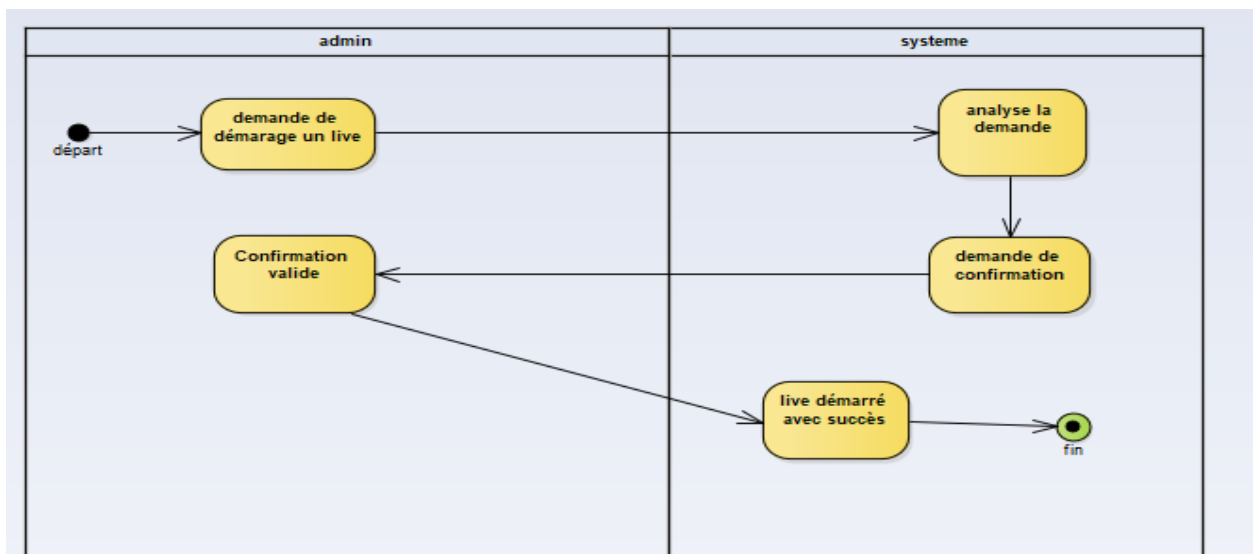 admin
systeme
demande de
démarage un live
analyse la
demande
départ
Confirmation
valide
demande de
confirmation
live démarré
avec succès
fin